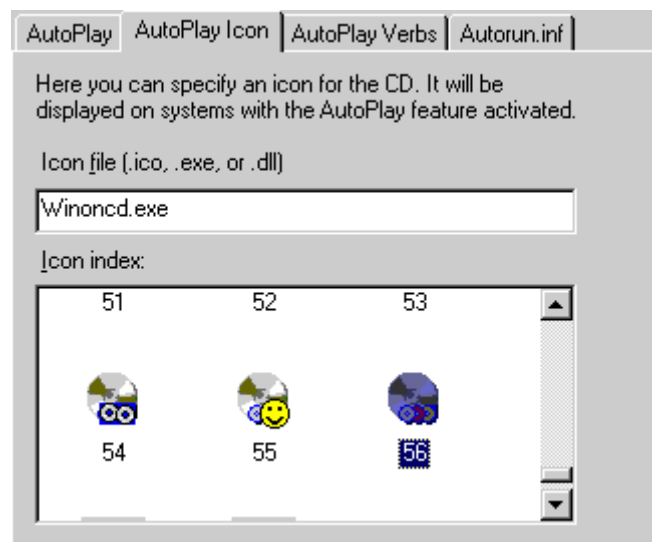 AutoPlay AutoPlay Icon AutoPlay Verbs Autorun.inf
Here you can specify an icon for the CD. It will be
displayed on systems with the AutoPlay feature activated.
Icon file (.ico, .exe, or .dll)
Winoncd.exe
Icon index:
51 52 53
54 55 56